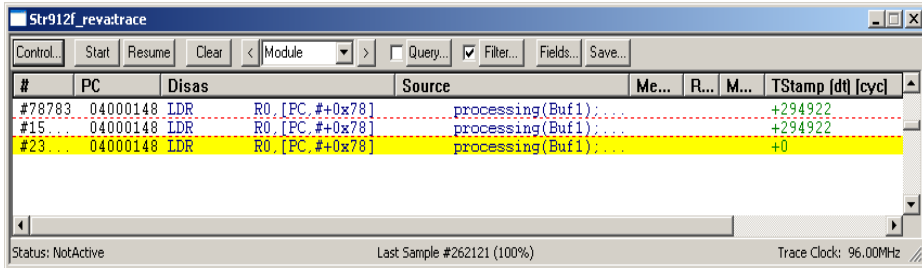 Str912f_reva:trace
Control... Start Resume Clear < Module > Query... Filter... Fields... Save...
# PC Disas Source Me... R... M... TStamp (dt) [cyc]
#78783 04000148 LDR R0,[PC,#+0x78] processing(Buf1);... +294922
#15... 04000148 LDR R0,[PC,#+0x78] processing(Buf1);... +294922
#23... 04000148 LDR R0,[PC,#+0x78] processing(Buf1);... +0
Status: NotActive Last Sample #262121 (100%) Trace Clock: 96.00MHz